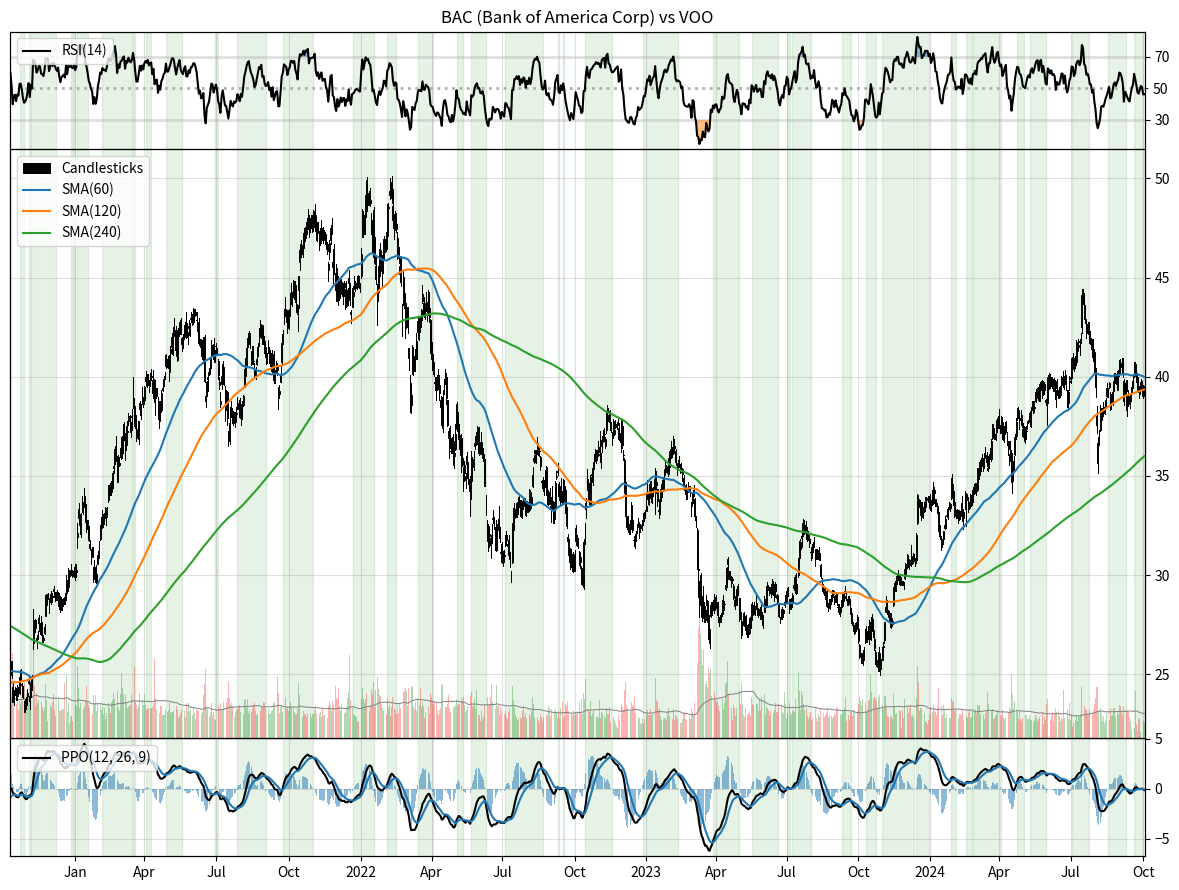 BAC (Bank of America Corp) vs VOO
RSI(14)
70
50
30
Candlesticks
SMA(60)
SMA(120)
SMA(240)
50
45
40
35
30
25
PPO(12,26,9)
5
0
−5
Jan Apr Jul Oct 2022 Apr Jul Oct 2023 Apr Jul Oct 2024 Apr Jul Oct